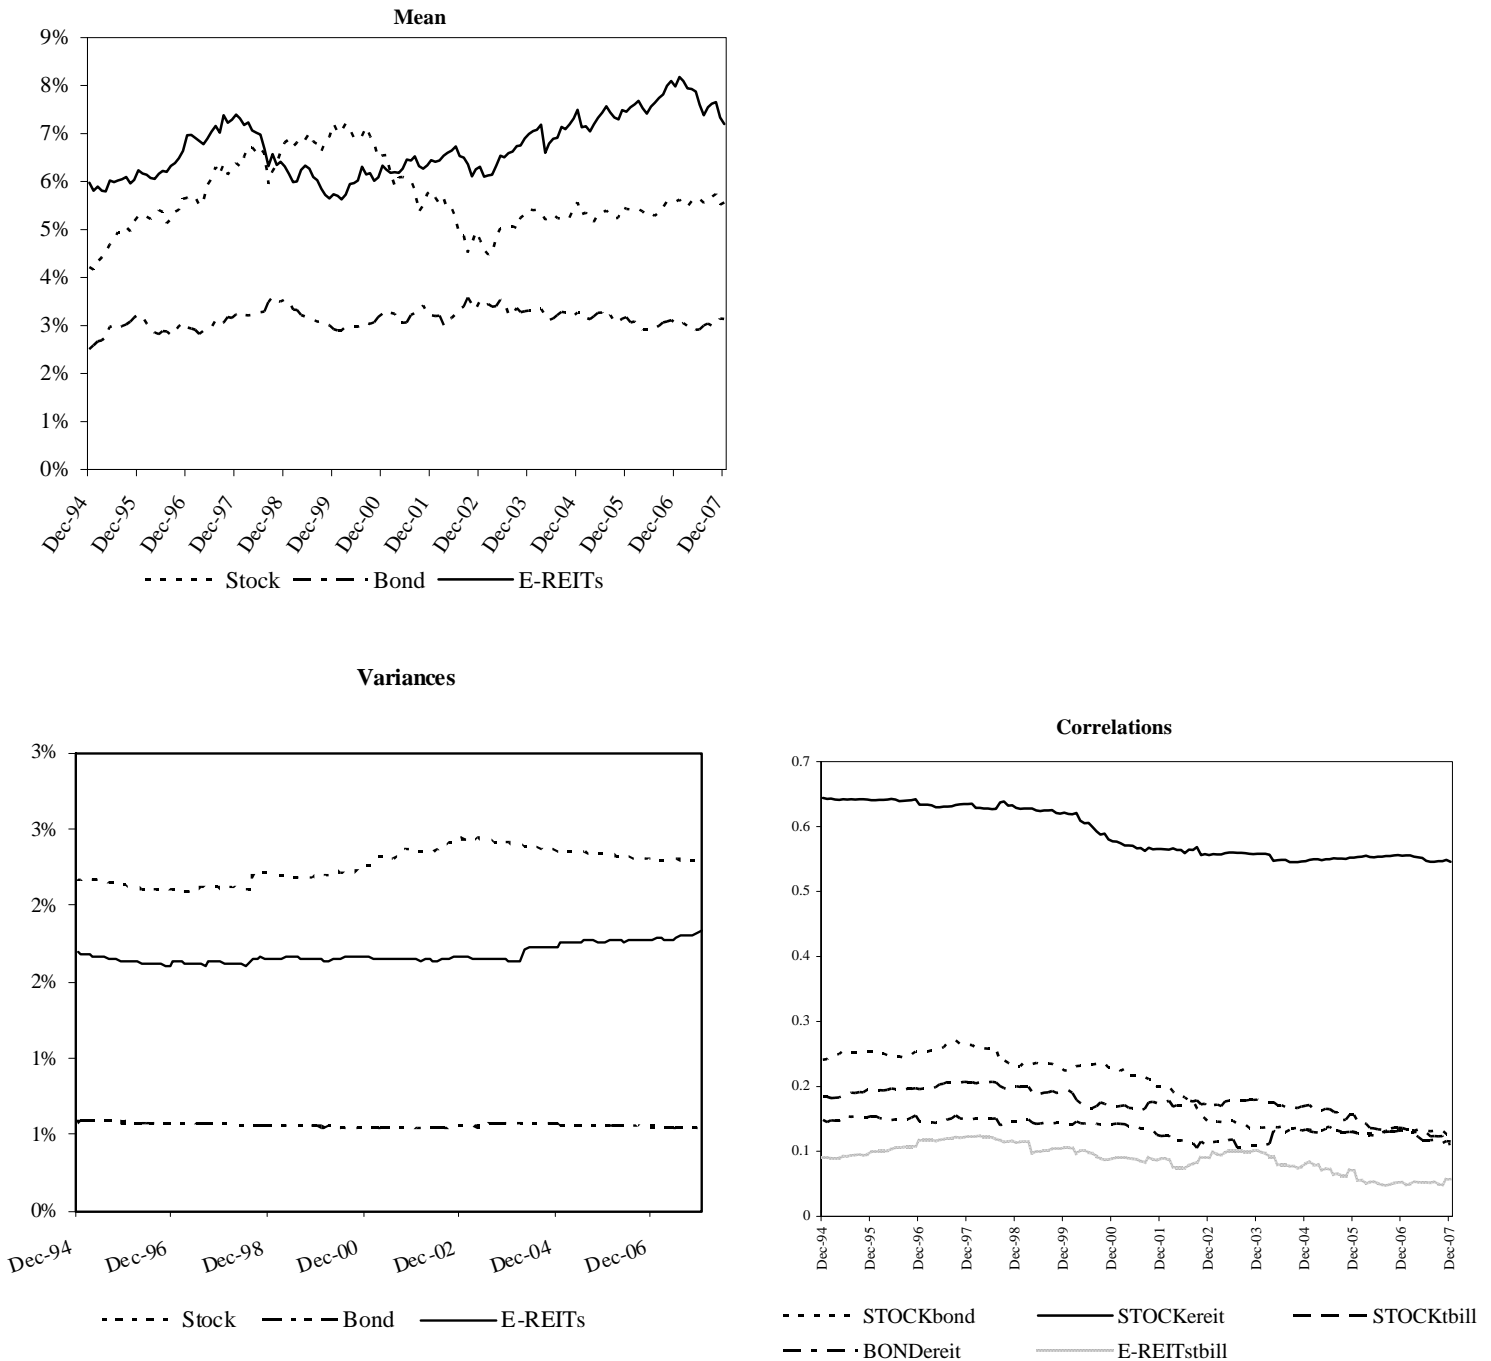 Mean
9%
8%
7%
6%
5%
4%
3%
2%
1%
0%
Dec-94 Dec-95 Dec-96 Dec-97 Dec-98 Dec-99 Dec-00 Dec-01 Dec-02 Dec-03 Dec-04 Dec-05 Dec-06 Dec-07
Stock Bond E-REITs
Variances
3%
3%
2%
2%
1%
1%
0%
Dec-94 Dec-96 Dec-98 Dec-00 Dec-02 Dec-04 Dec-06
Stock Bond E-REITs
Correlations
0.7
0.6
0.5
0.4
0.3
0.2
0.1
0
Dec-94 Dec-95 Dec-96 Dec-97 Dec-98 Dec-99 Dec-00 Dec-01 Dec-02 Dec-03 Dec-04 Dec-05 Dec-06 Dec-07
STOCKbond STOCKereit STOCKtbill
BONDereit E-REITstbill